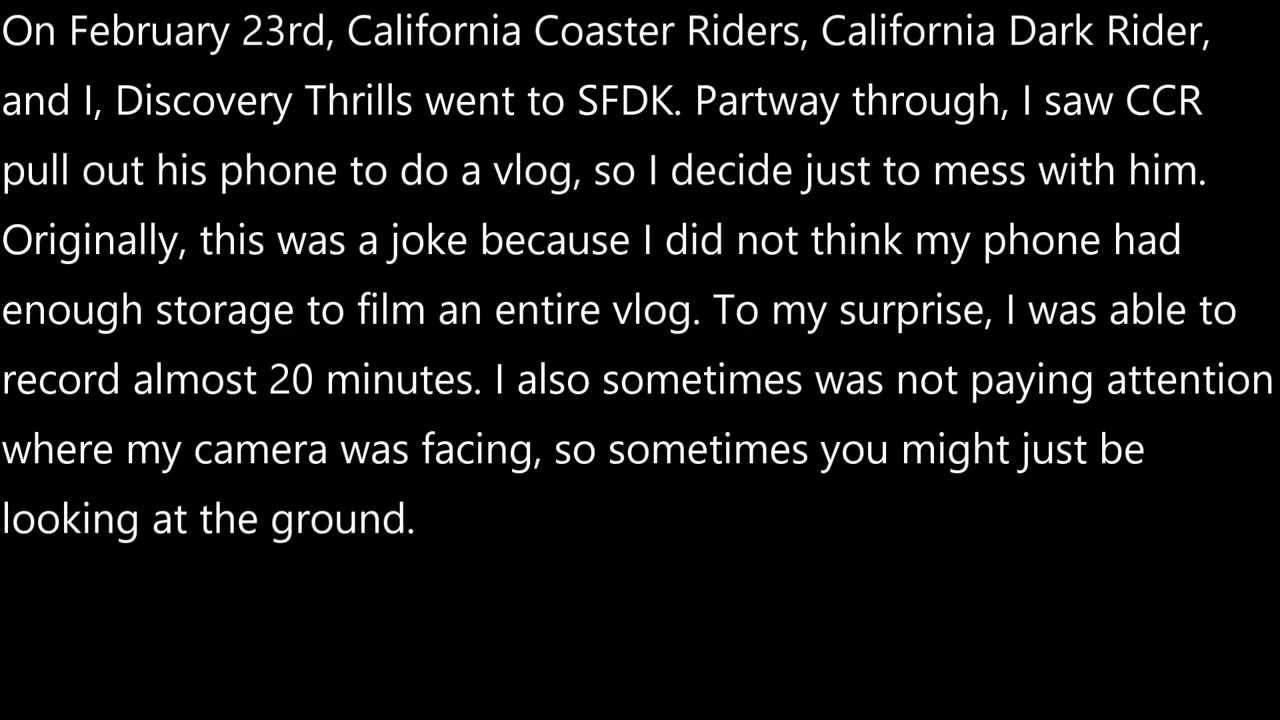 On February 23rd, California Coaster Riders, California Dark Rider,
and I, Discovery Thrills went to SFDK. Partway through, I saw CCR
pull out his phone to do a vlog, so I decide just to mess with him.
Originally, this was a joke because I did not think my phone had
enough storage to film an entire vlog. To my surprise, I was able to
record almost 20 minutes. I also sometimes was not paying attention
where my camera was facing, so sometimes you might just be
looking at the ground.